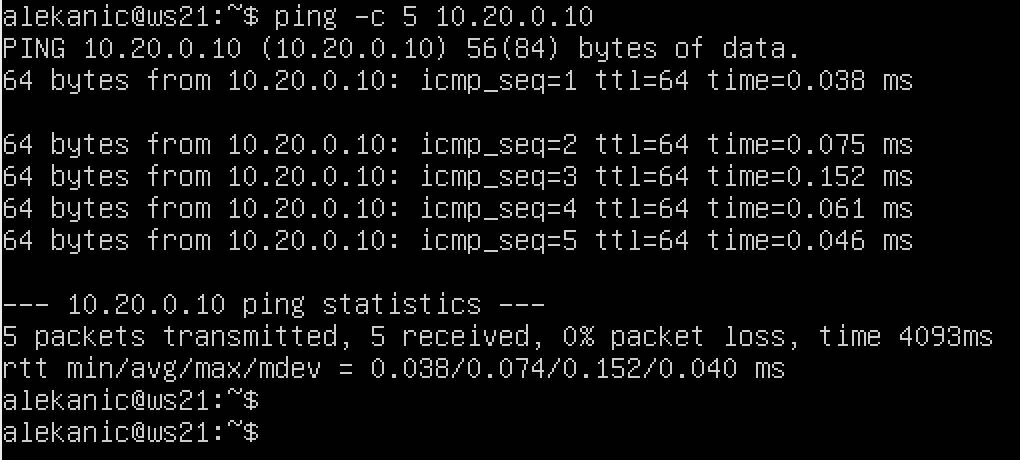 alekanic@ws21:~$ ping -c 5 10.20.0.10
PING 10.20.0.10 (10.20.0.10) 56(84) bytes of data.
64 bytes from 10.20.0.10: icmp_seq=1 ttl=64 time=0.038 ms
64 bytes from 10.20.0.10: icmp_seq=2 ttl=64 time=0.075 ms
64 bytes from 10.20.0.10: icmp_seq=3 ttl=64 time=0.152 ms
64 bytes from 10.20.0.10: icmp_seq=4 ttl=64 time=0.061 ms
64 bytes from 10.20.0.10: icmp_seq=5 ttl=64 time=0.046 ms
--- 10.20.0.10 ping statistics ---
5 packets transmitted, 5 received, 0% packet loss, time 4093ms
rtt min/avg/max/mdev = 0.038/0.074/0.152/0.040 ms
alekanic@ws21:~$
alekanic@ws21:~$